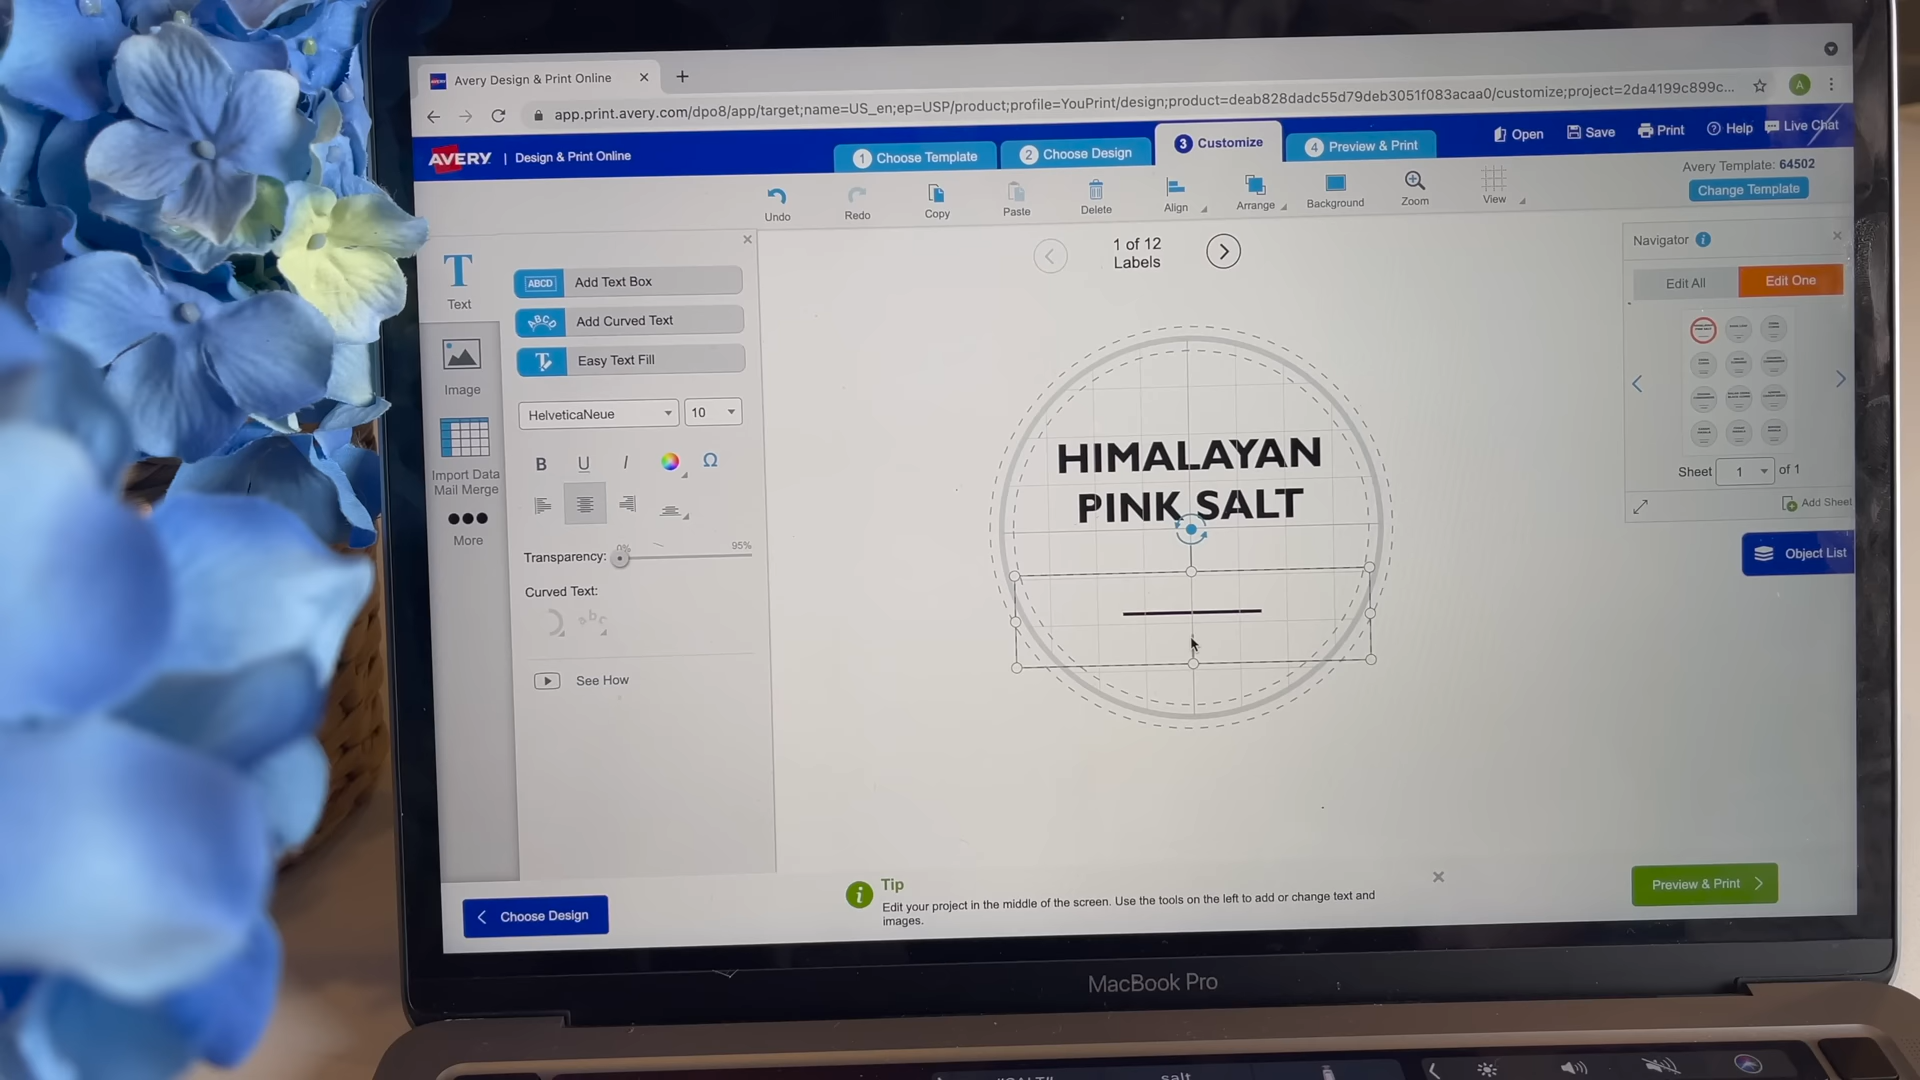 Avery Design & Print Online
app.print.avery.com/dpo8/app/target;name=US_en;ep=USP/product;profile=YouPrint/design;product=deab828dadc55d79deb3051f083acaa0/customize;project=2da4199c899c...
A
AVERY | Design & Print Online
1 Choose Template
2 Choose Design
3 Customize
4 Preview & Print
Open
Save
Print
Help
Live Chat
Undo
Redo
Copy
Paste
Delete
Align
Arrange
Background
Zoom
View
Avery Template: 64502
Change Template
Text
Image
Import Data
Mail Merge
More
ABCD Add Text Box
ABCD Add Curved Text
Easy Text Fill
HelveticaNeue
10
B U I Ω
Transparency: 0% 95%
Curved Text:
abc
See How
1 of 12
Labels
HIMALAYAN
PINK SALT
Navigator
Edit All
Edit One
Sheet 1 of 1
Add Sheet
Object List
Choose Design
Tip
Edit your project in the middle of the screen. Use the tools on the left to add or change text and
images.
Preview & Print
MacBook Pro
"SALT"
salt